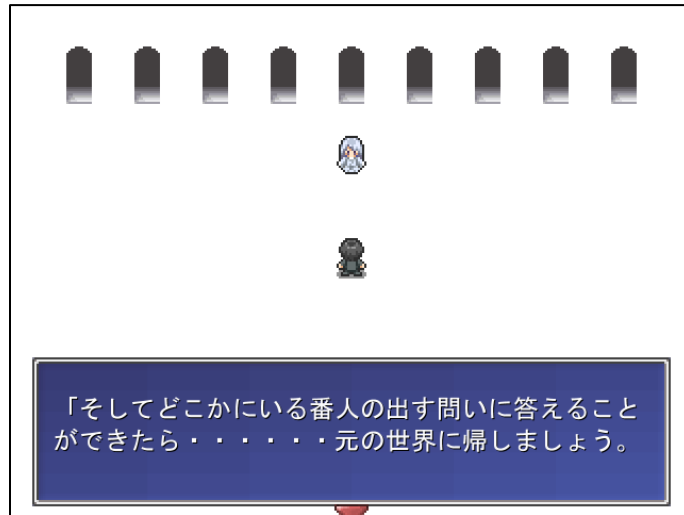 「そしてどこかにいる番人の出す問いに答えること
ができたら・・・・・・元の世界に帰しましょう。